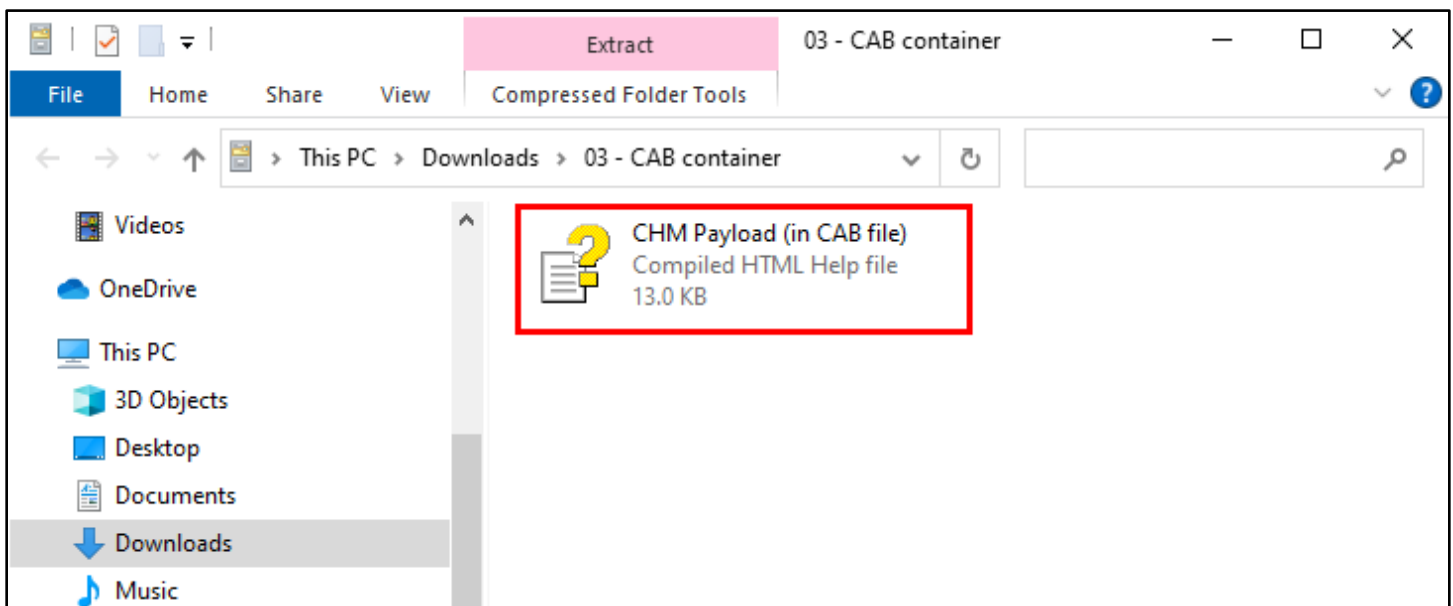 Extract
03 - CAB container
File
Home
Share
View
Compressed Folder Tools
?
> This PC > Downloads > 03 - CAB container
Videos
CHM Payload (in CAB file)
Compiled HTML Help file
13.0 KB
OneDrive
This PC
3D Objects
Desktop
Documents
Downloads
Music